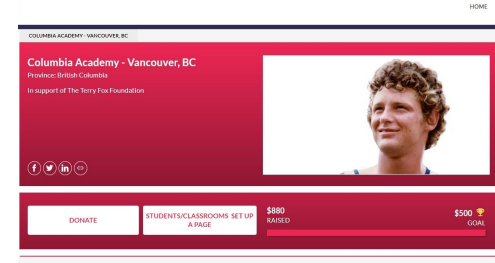 HOME
COLUMBIA ACADEMY - VANCOUVER, BC
Columbia Academy - Vancouver, BC
Province: British Columbia
In support of The Terry Fox Foundation
DONATE
STUDENTS/CLASSROOMS SET UP
A PAGE
$880
RAISED
$500
GOAL